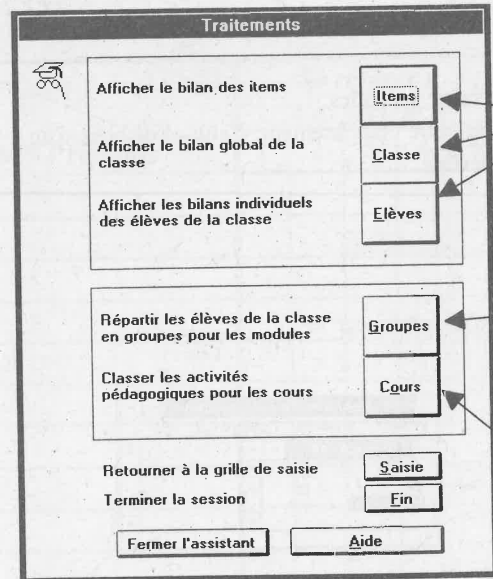 Traitements
Afficher le bilan des items
Items
Afficher le bilan global de la
classe
Classe
Afficher les bilans individuels
des élèves de la classe
Elèves
Répartir les élèves de la classe
en groupes pour les modules
Groupes
Classer les activités
pédagogiques pour les cours
Cours
Retourner à la grille de saisie
Saisie
Terminer la session
Fin
Fermer l'assistant
Aide